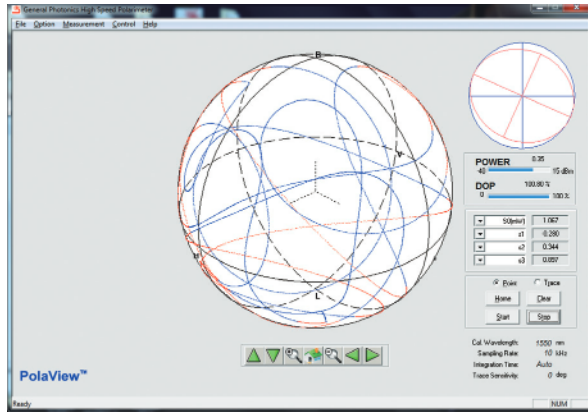 General Photonics High Speed Polarimeter
File Option Measurement Control Help
R
V
H
L
POWER 0.35
-40 15 dBm
DOP 100.80 %
0 100 %
S0[mW] 1.067
s1 -0.280
s2 0.344
s3 0.897
Point Trace
Home Clear
Start Stop
Cal. Wavelength: 1550 nm
Sampling Rate: 10 kHz
Integration Time: Auto
Trace Sensitivity: 0 deg
PolaView™
Ready NUM